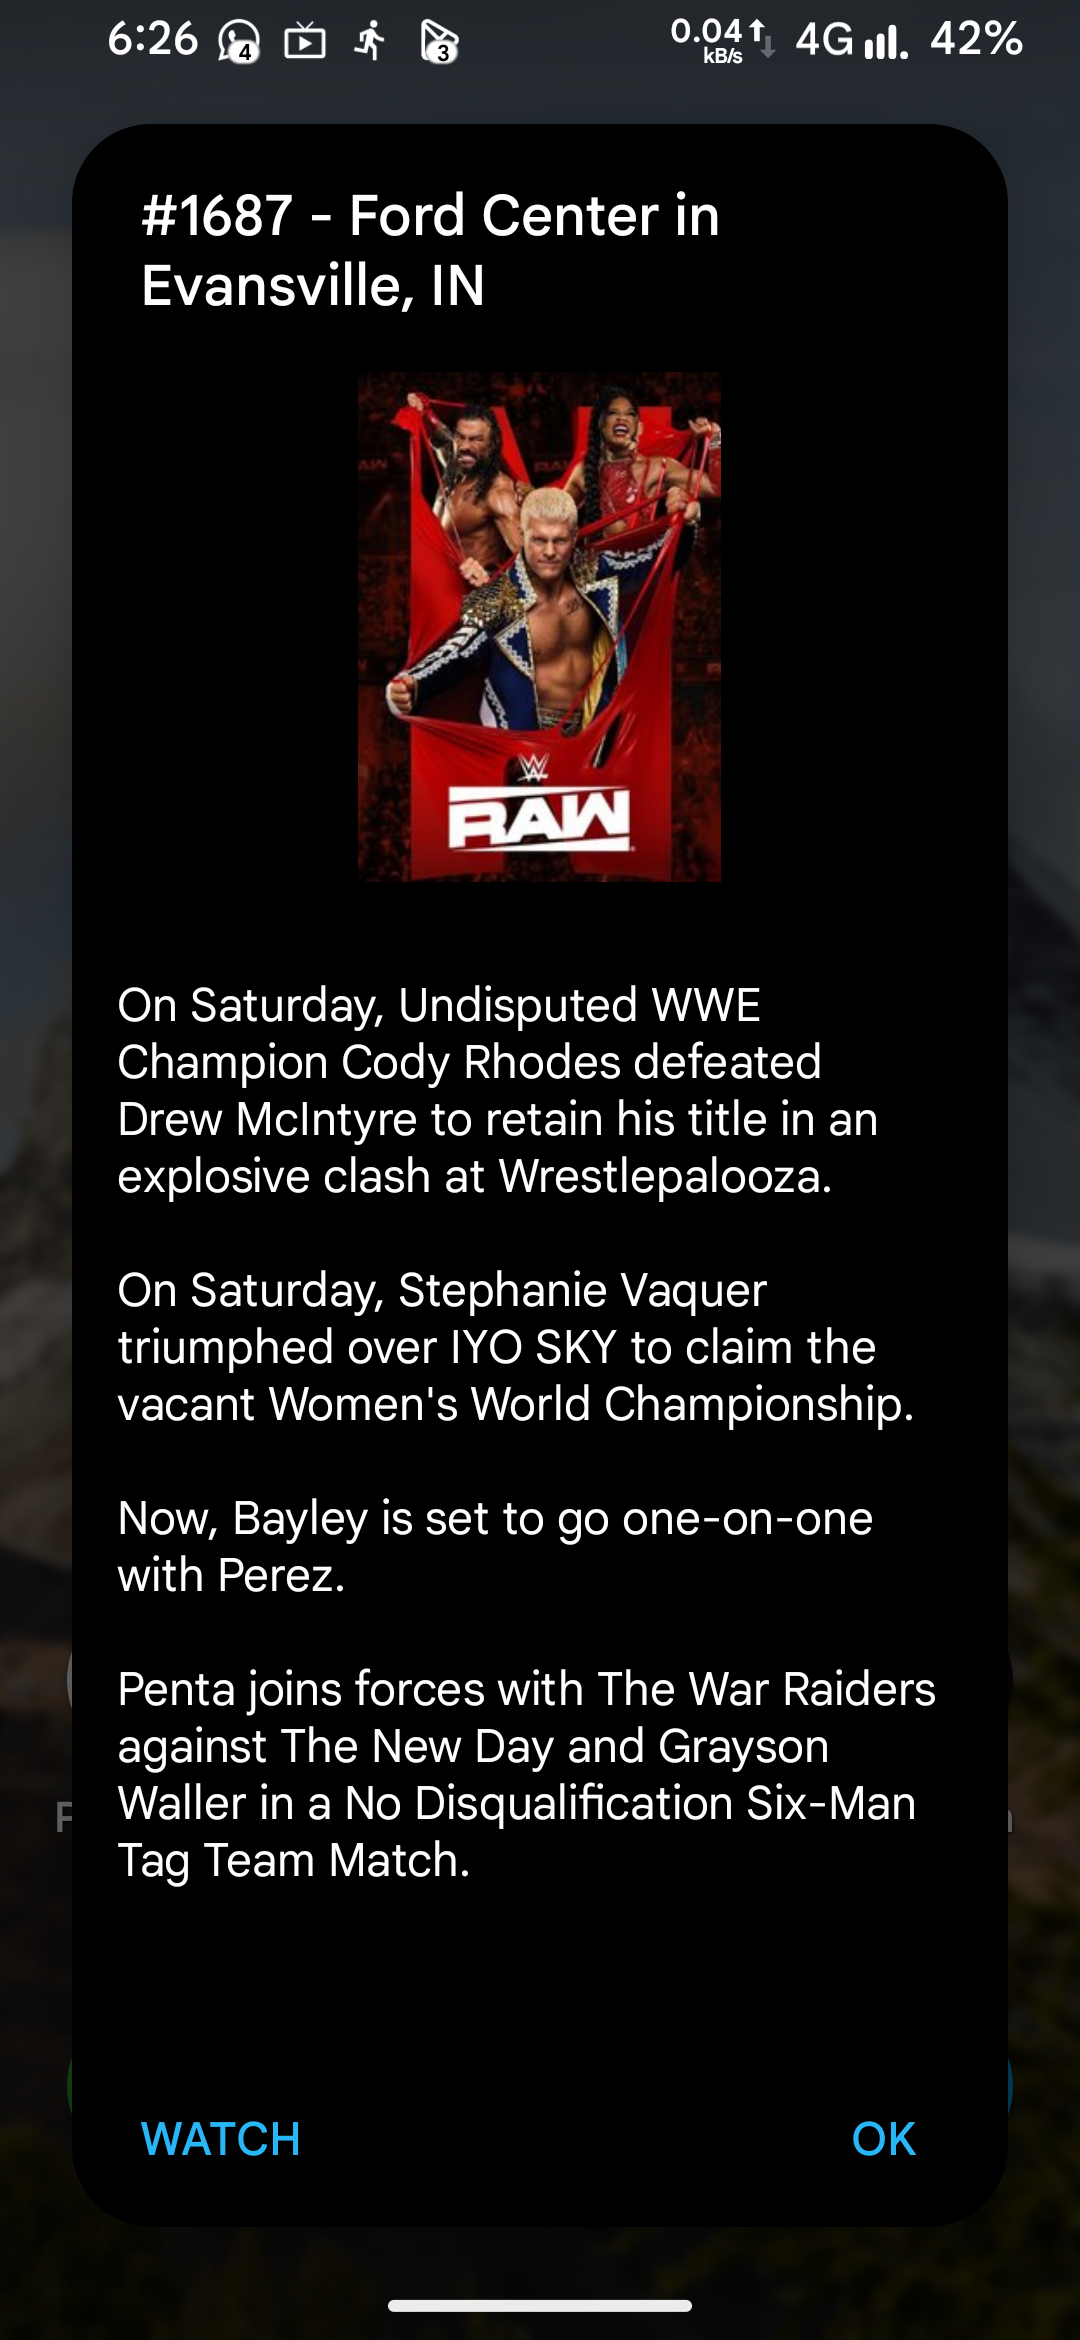 6:26 4 3 0.04 kB/s 4G 42%
#1687 - Ford Center in
Evansville, IN
RAW
On Saturday, Undisputed WWE
Champion Cody Rhodes defeated
Drew McIntyre to retain his title in an
explosive clash at Wrestlepalooza.
On Saturday, Stephanie Vaquer
triumphed over IYO SKY to claim the
vacant Women's World Championship.
Now, Bayley is set to go one-on-one
with Perez.
Penta joins forces with The War Raiders
against The New Day and Grayson
Waller in a No Disqualification Six-Man
Tag Team Match.
WATCH OK